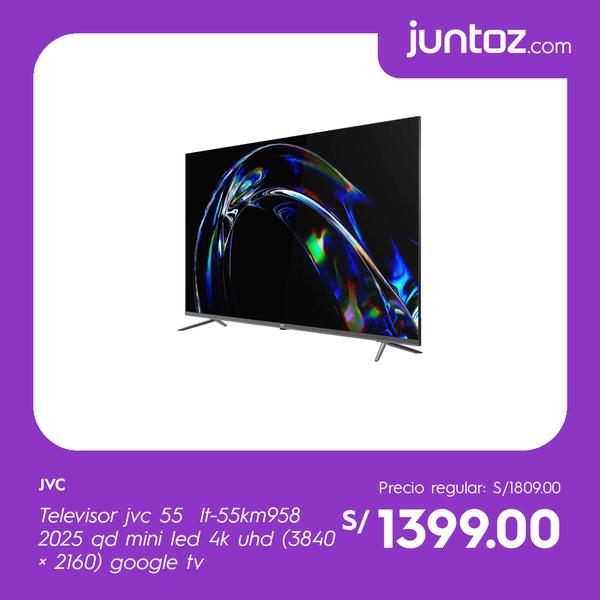 juntoz.com
JVC
Televisor jvc 55 lt-55km958
2025 qd mini led 4k uhd (3840
× 2160) google tv
Precio regular: S/1809.00
S/1399.00